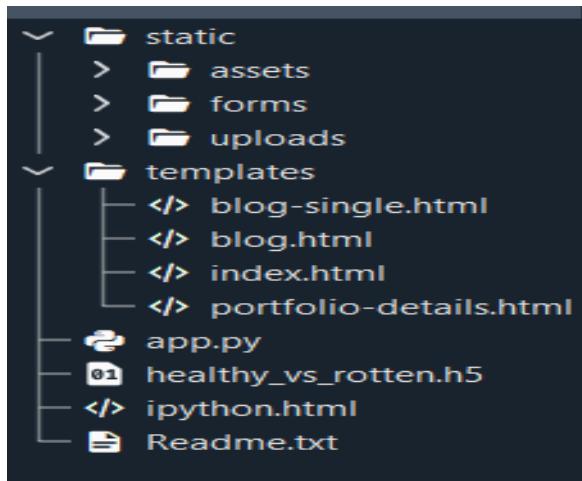 static
assets
forms
uploads
templates
</> blog-single.html
</> blog.html
</> index.html
</> portfolio-details.html
app.py
01 healthy_vs_rotten.h5
</> ipython.html
Readme.txt